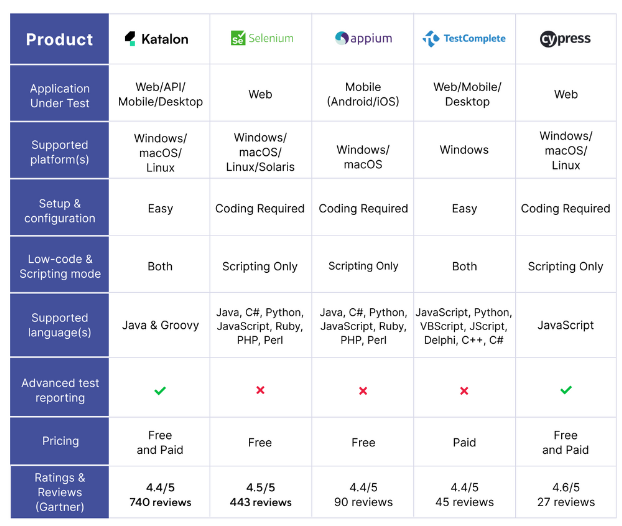 Product Katalon Selenium appium TestComplete cypress
Application
Under Test
Web/API/
Mobile/Desktop
Web
Mobile
(Android/iOS)
Web/Mobile/
Desktop
Web
Supported
platform(s)
Windows/
macOS/
Linux
Windows/
macOS/
Linux/Solaris
Windows/
macOS
Windows
Windows/
macOS/
Linux
Setup &
configuration
Easy
Coding Required
Coding Required
Easy
Coding Required
Low-code &
Scripting mode
Both
Scripting Only
Scripting Only
Both
Scripting Only
Supported
language(s)
Java & Groovy
Java, C#, Python,
JavaScript, Ruby,
PHP, Perl
Java, C#, Python,
JavaScript, Ruby,
PHP, Perl
JavaScript, Python,
VBScript, JScript,
Delphi, C++, C#
JavaScript
Advanced test
reporting
Pricing
Free
and Paid
Free
Free
Paid
Free
and Paid
Ratings &
Reviews
(Gartner)
4.4/5
740 reviews
4.5/5
443 reviews
4.4/5
90 reviews
4.4/5
45 reviews
4.6/5
27 reviews